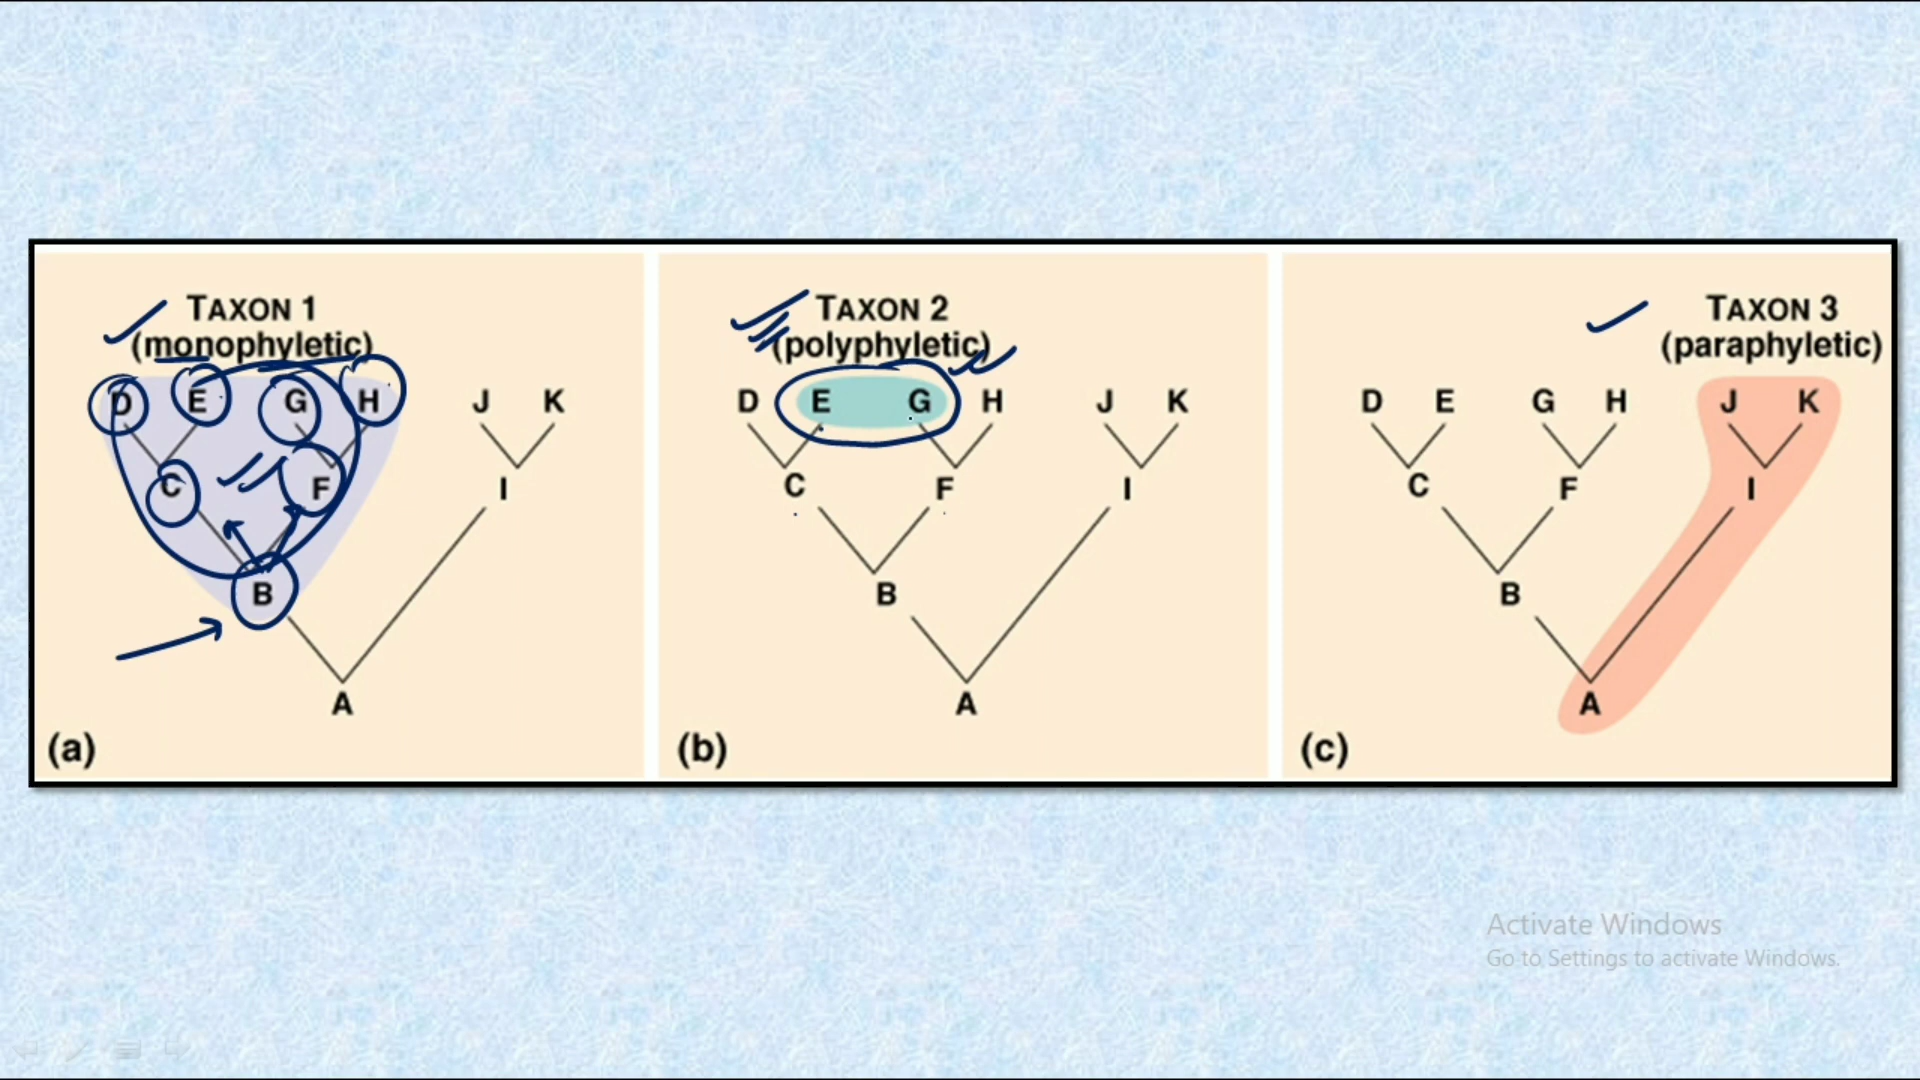 TAXON 1
(monophyletic)
D E G H J K
C F I
B
A
(a)
TAXON 2
(polyphyletic)
D E G H J K
C F I
B
A
(b)
TAXON 3
(paraphyletic)
D E G H J K
C F I
B
A
(c)
Activate Windows
Go to Settings to activate Windows.